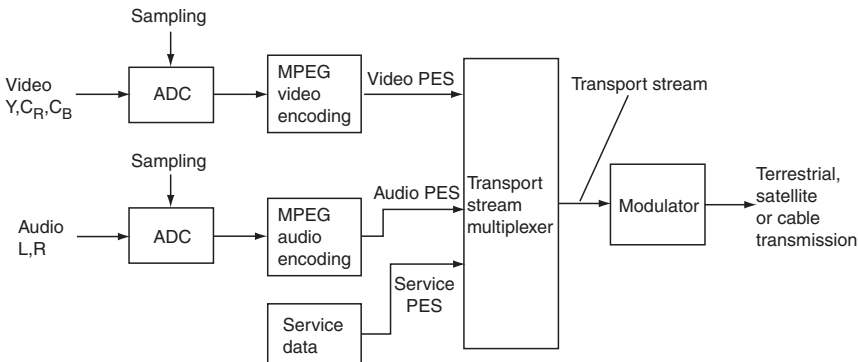 Sampling
Video
Y,CR,CB
ADC
MPEG
video
encoding
Video PES
Transport stream
Sampling
Audio
L,R
ADC
MPEG
audio
encoding
Audio PES
Service
PES
Service
data
Transport
stream
multiplexer
Modulator
Terrestrial,
satellite
or cable
transmission